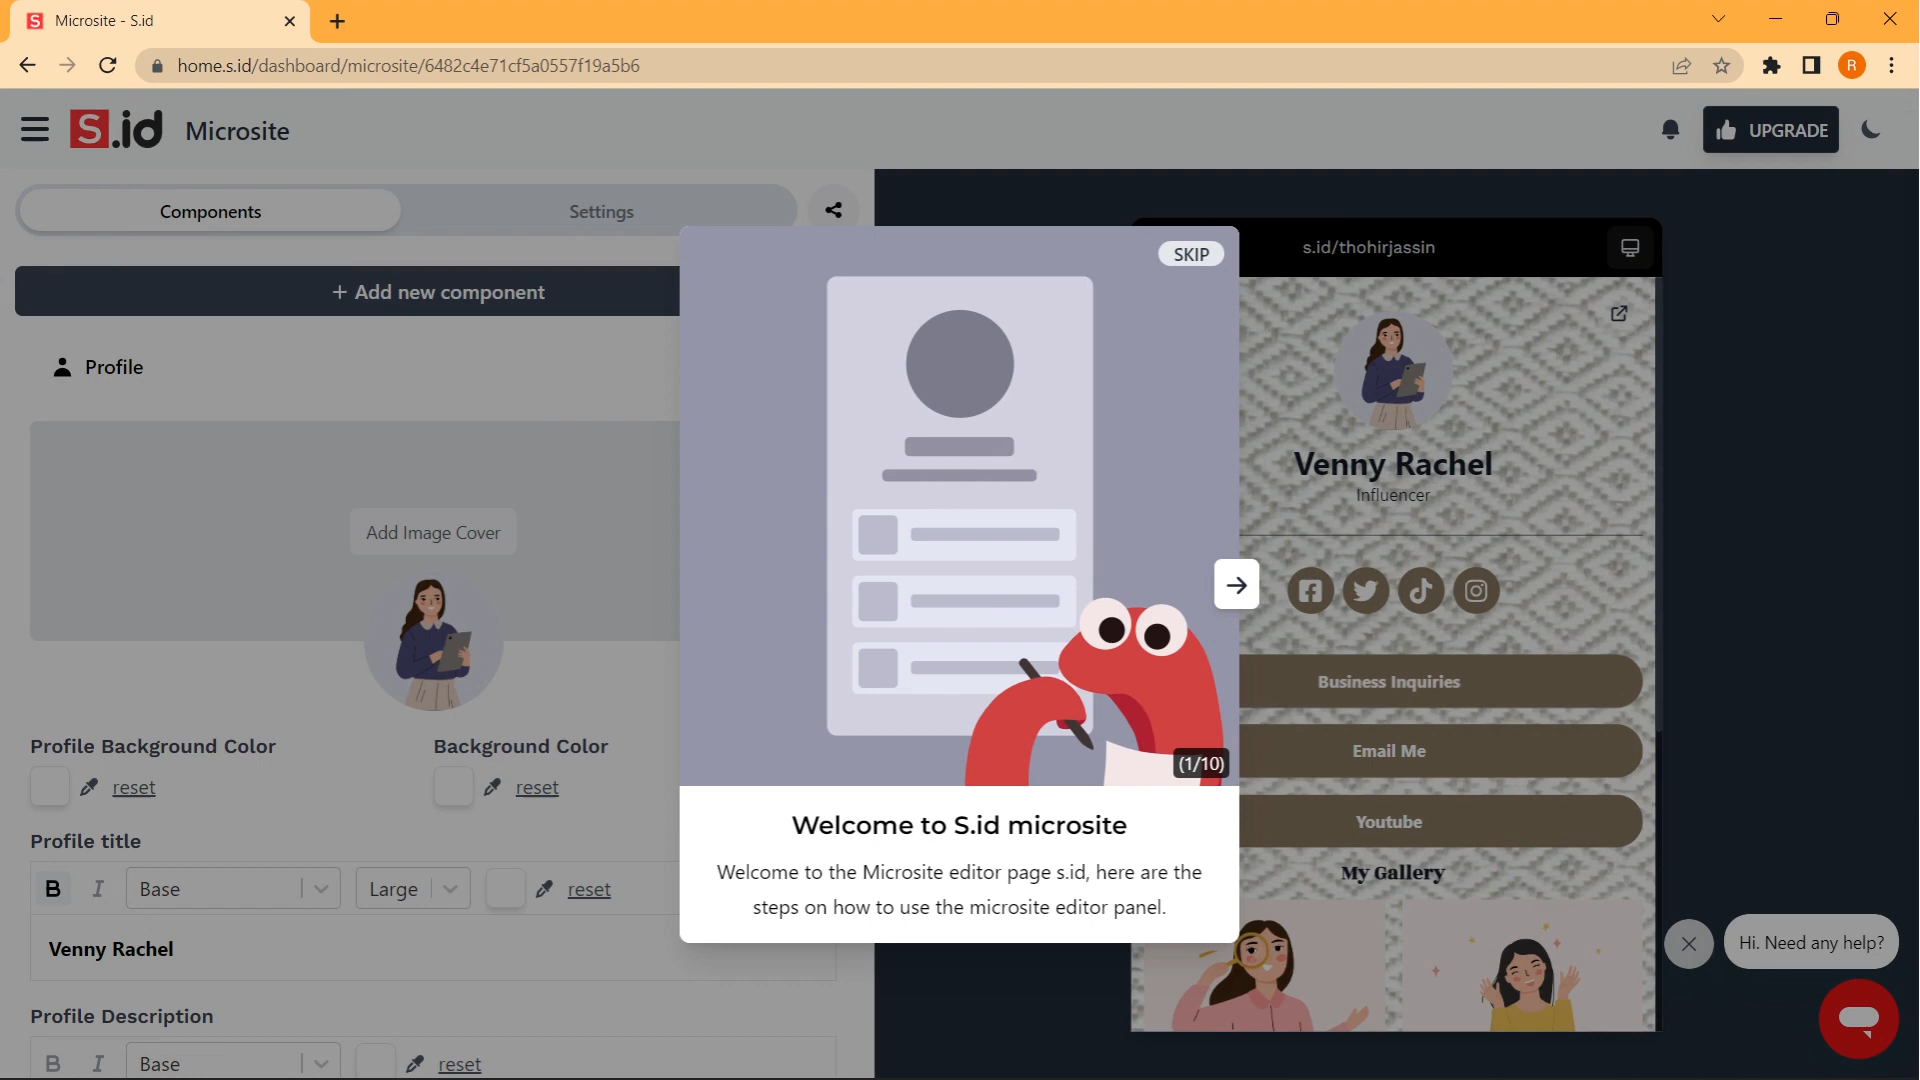 Microsite - S.id
home.s.id/dashboard/microsite/6482c4e71cf5a0557f19a5b6
R
S.id
Microsite
UPGRADE
Components
Settings
+ Add new component
Profile
Add Image Cover
Profile Background Color
Background Color
reset
reset
Profile title
B
I
Base
Large
reset
Venny Rachel
Profile Description
B
I
Base
reset
SKIP
(1/10)
Welcome to S.id microsite
Welcome to the Microsite editor page s.id, here are the
steps on how to use the microsite editor panel.
s.id/thohirjassin
Venny Rachel
Influencer
Business Inquiries
Email Me
Youtube
My Gallery
Hi. Need any help?